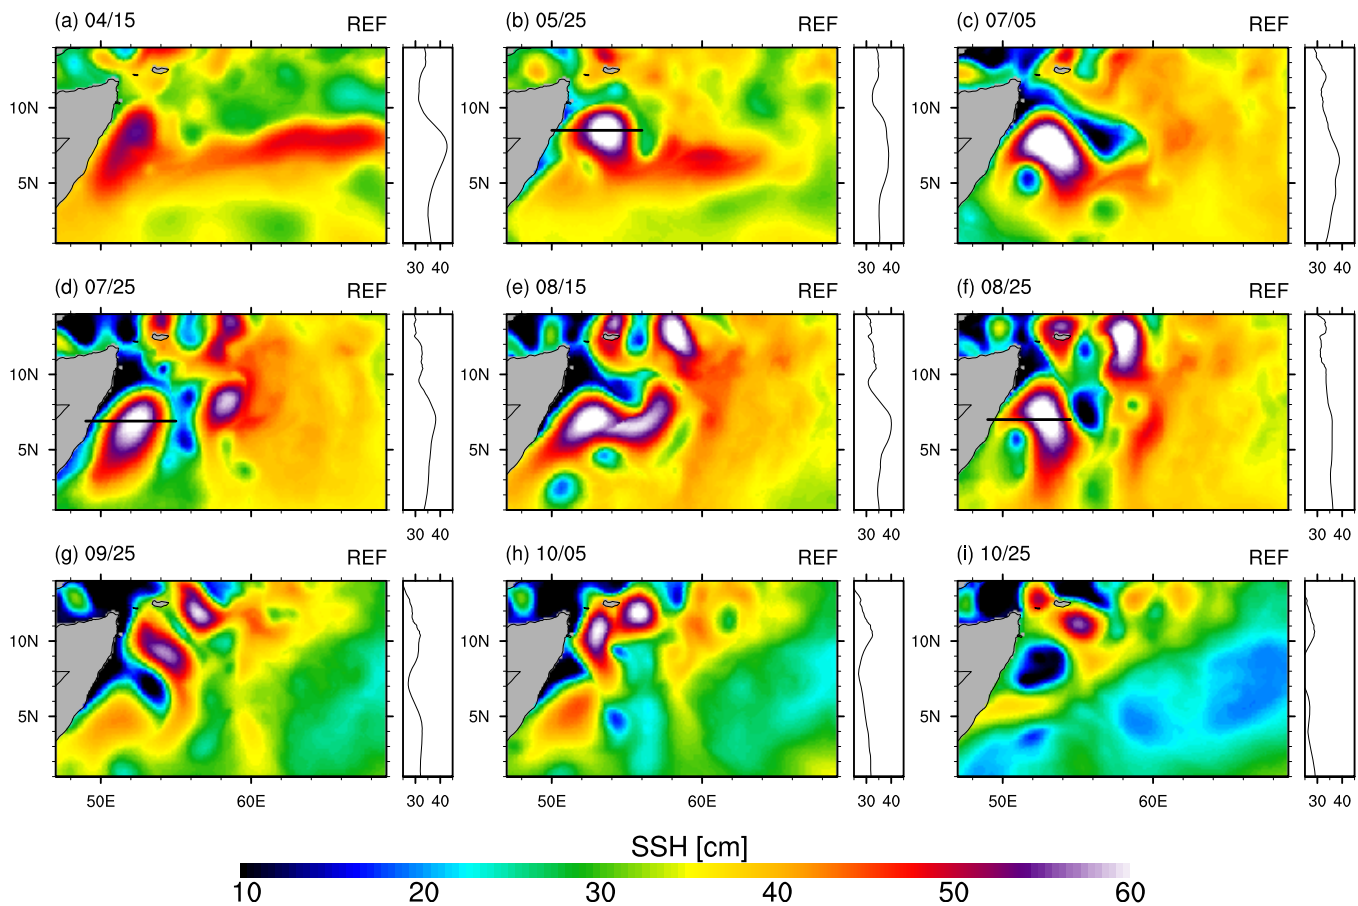 (a) 04/15 REF (b) 05/25 REF (c) 07/05 REF
10N
5N
10N
5N
10N
5N
30 40 30 40 30 40
(d) 07/25 REF (e) 08/15 REF (f) 08/25 REF
10N
5N
10N
5N
10N
5N
30 40 30 40 30 40
(g) 09/25 REF (h) 10/05 REF (i) 10/25 REF
10N
5N
10N
5N
10N
5N
50E 60E 30 40 50E 60E 30 40 50E 60E 30 40
SSH [cm]
10 20 30 40 50 60